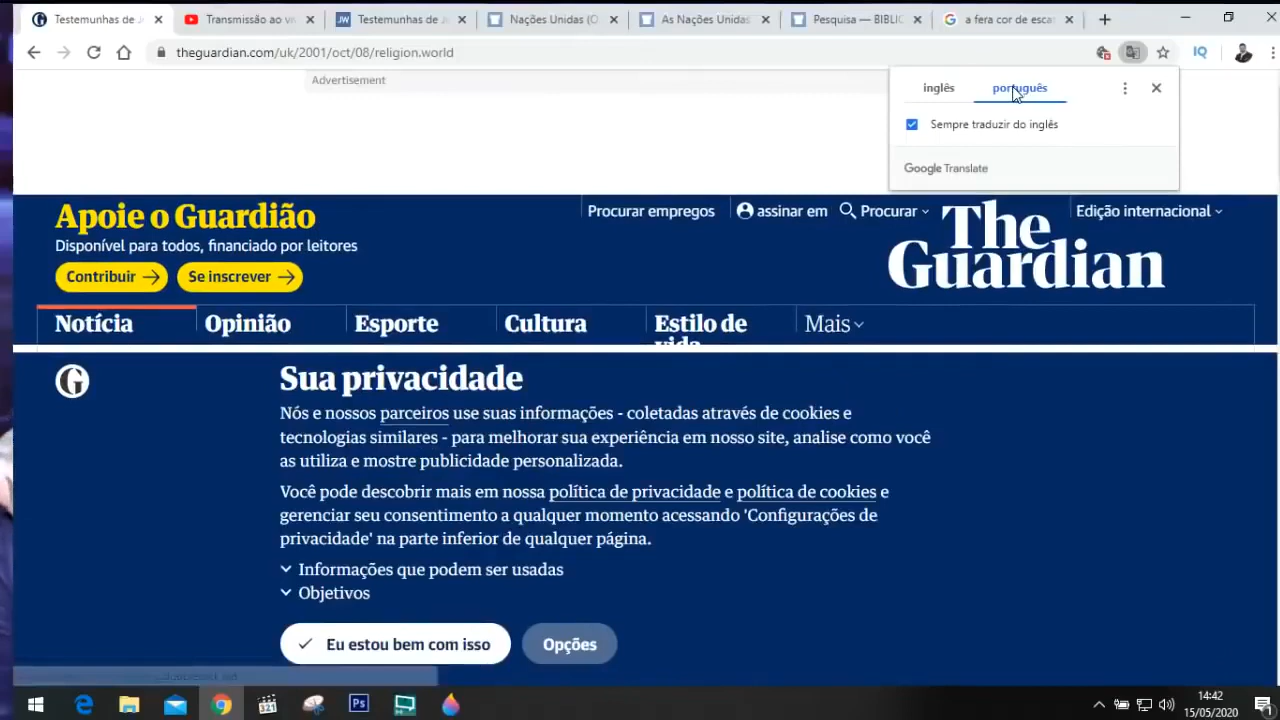 Testemunhas de J
Transmissão ao vi
Testemunhas de J
Nações Unidas (O
As Nações Unidas
Pesquisa — BIBLIO
a fera cor de esca
theguardian.com/uk/2001/oct/08/religion.world
IQ
Advertisement
inglês
português
Sempre traduzir do inglês
Google Translate
Apoie o Guardião
Disponível para todos, financiado por leitores
Contribuir
Se inscrever
Procurar empregos
assinar em
Procurar
Edição internacional
The
Guardian
Notícia
Opinião
Esporte
Cultura
Estilo de
vida
Mais
Sua privacidade
Nós e nossos parceiros use suas informações - coletadas através de cookies e
tecnologias similares - para melhorar sua experiência em nosso site, analise como você
as utiliza e mostre publicidade personalizada.
Você pode descobrir mais em nossa política de privacidade e política de cookies e
gerenciar seu consentimento a qualquer momento acessando 'Configurações de
privacidade' na parte inferior de qualquer página.
Informações que podem ser usadas
Objetivos
Eu estou bem com isso
Opções
Ps
14:42
15/05/2020